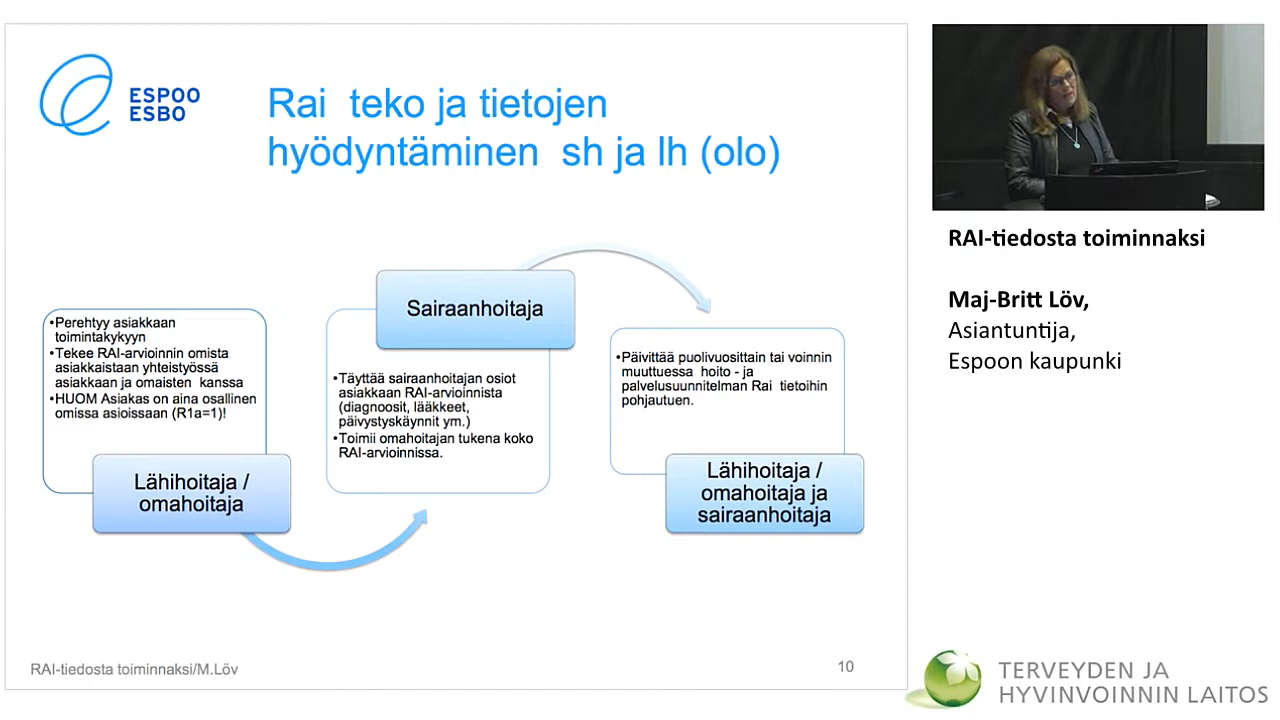 ESPOO
ESBO
Rai teko ja tietojen
hyödyntäminen sh ja lh (olo)
•Perehtyy asiakkaan
toimintakykyyn
•Tekee RAI-arvioinnin omista
asiakkaistaan yhteistyössä
asiakkaan ja omaisten kanssa
•HUOM Asiakas on aina osallinen
omissa asioissaan (R1a=1)!
Lähihoitaja /
omahoitaja
Sairaanhoitaja
•Täyttää sairaanhoitajan osiot
asiakkaan RAI-arvioinnista
(diagnoosit, lääkkeet,
päivystyskäynnit ym.)
•Toimii omahoitajan tukena koko
RAI-arvioinnissa.
•Päivittää puolivuosittain tai voinnin
muuttuessa hoito - ja
palvelusuunnitelman Rai tietoihin
pohjautuen.
Lähihoitaja /
omahoitaja ja
sairaanhoitaja
RAI-tiedosta toiminnaksi/M.Löv
10
RAI-tiedosta toiminnaksi
Maj-Britt Löv,
Asiantuntija,
Espoon kaupunki
TERVEYDEN JA
HYVINVOINNIN LAITOS